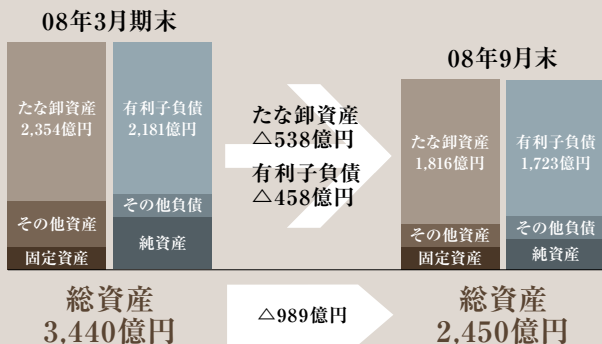 08年3月期末
たな卸資産
2,354億円
その他資産
固定資産
有利子負債
2,181億円
その他負債
純資産
総資産
3,440億円
たな卸資産
△538億円
有利子負債
△458億円
△989億円
08年9月末
たな卸資産
1,816億円
その他資産
固定資産
有利子負債
1,723億円
その他負債
純資産
総資産
2,450億円